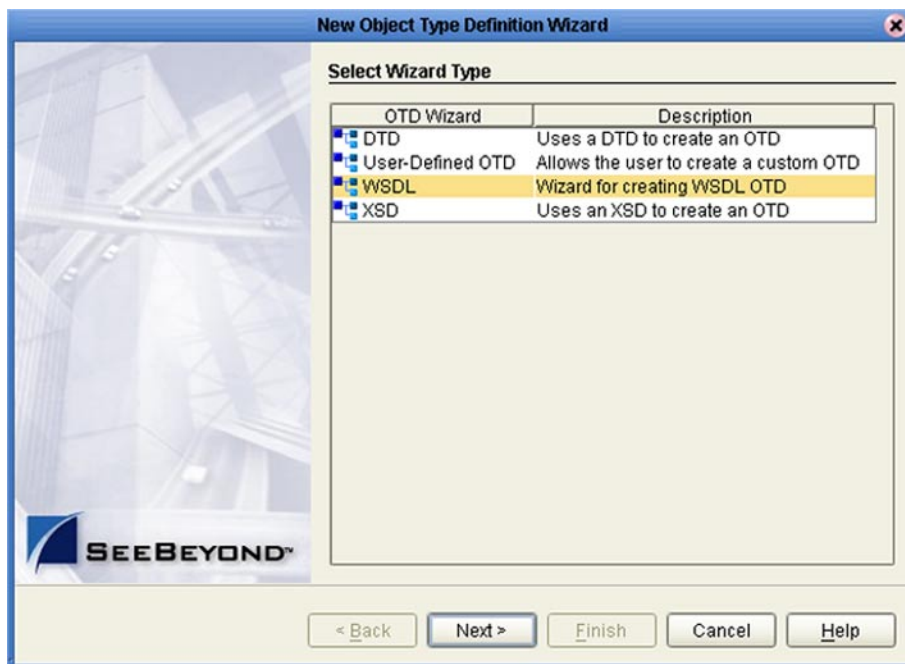 New Object Type Definition Wizard
Select Wizard Type
OTD Wizard Description
DTD Uses a DTD to create an OTD
User-Defined OTD Allows the user to create a custom OTD
WSDL Wizard for creating WSDL OTD
XSD Uses an XSD to create an OTD
SEEBEYOND™
< Back Next > Finish Cancel Help